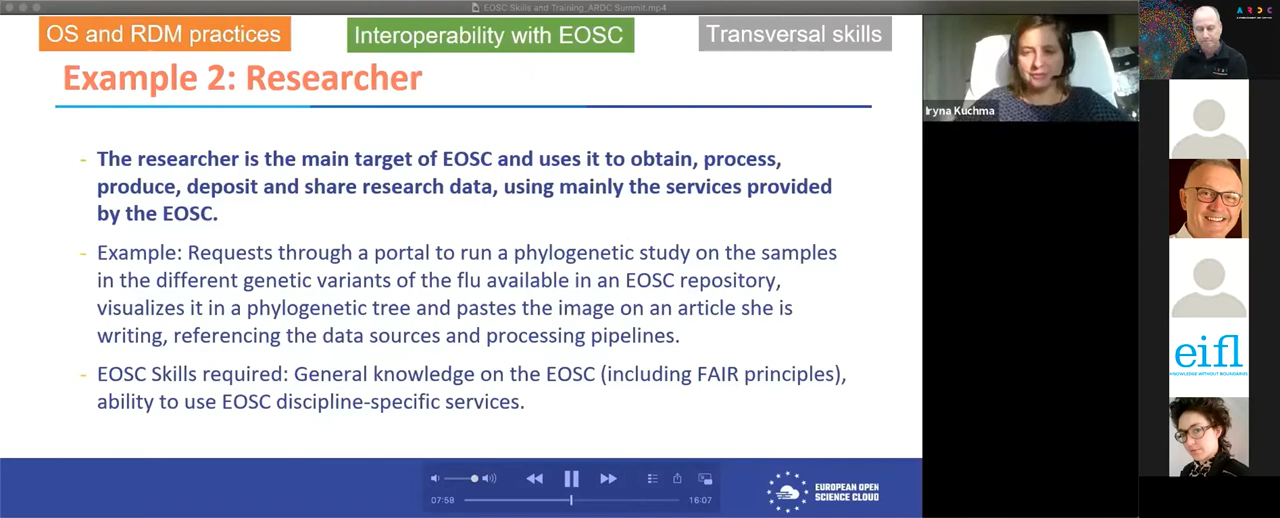 EOSC Skills and Training_ARDC Summit.mp4
OS and RDM practices
Interoperability with EOSC
Transversal skills
Example 2: Researcher
- The researcher is the main target of EOSC and uses it to obtain, process,
produce, deposit and share research data, using mainly the services provided
by the EOSC.
- Example: Requests through a portal to run a phylogenetic study on the samples
in the different genetic variants of the flu available in an EOSC repository,
visualizes it in a phylogenetic tree and pastes the image on an article she is
writing, referencing the data sources and processing pipelines.
- EOSC Skills required: General knowledge on the EOSC (including FAIR principles),
ability to use EOSC discipline-specific services.
07:58
16:07
EUROPEAN OPEN
SCIENCE CLOUD
Iryna Kuchma
ARDC
eifl
KNOWLEDGE WITHOUT BOUNDARIES